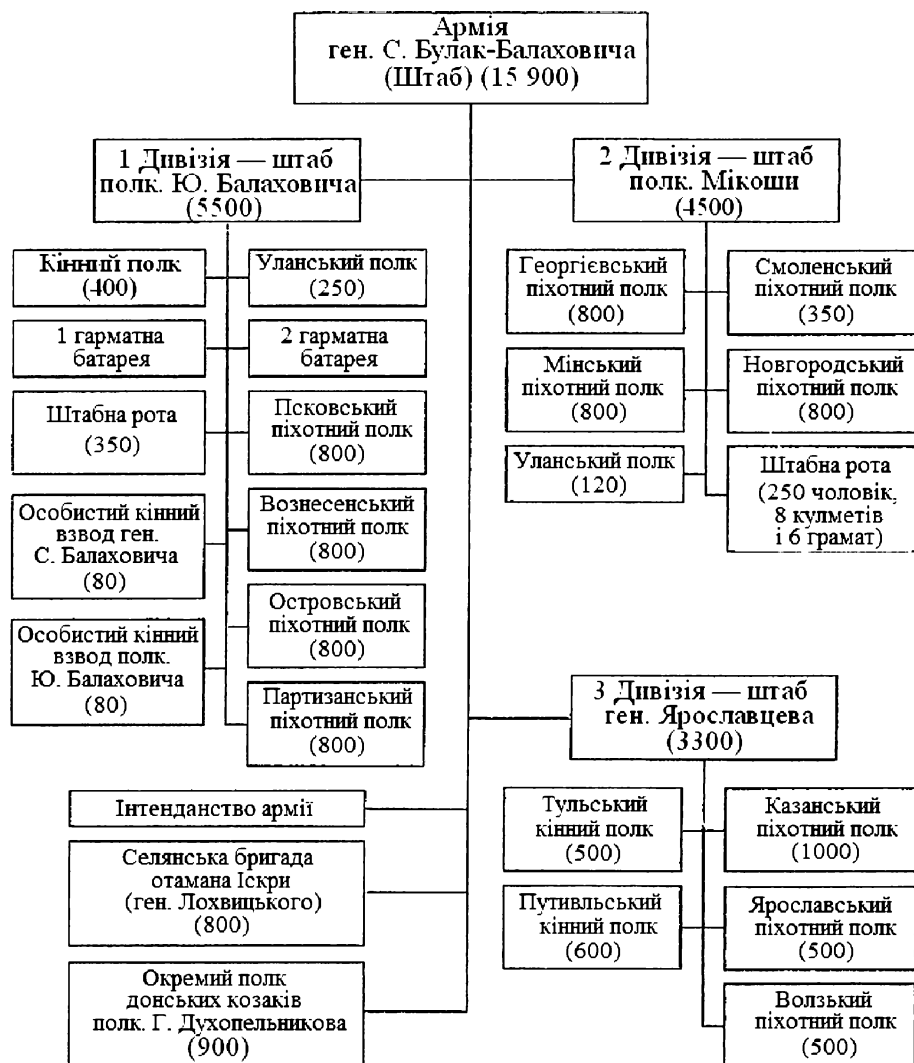 Армія
ген. С. Булак-Балаховича
(Штаб) (15 900)
1 Дивізія — штаб
полк. Ю. Балаховича
(5500)
2 Дивізія — штаб
полк. Мікоши
(4500)
Кінний полк
(400)
Уланський полк
(250)
1 гарматна
батарея
2 гарматна
батарея
Штабна рота
(350)
Псковський
піхотний полк
(800)
Особистий кінний
взвод ген.
С. Балаховича
(80)
Вознесенський
піхотний полк
(800)
Островський
піхотний полк
(800)
Особистий кінний
взвод полк.
Ю. Балаховича
(80)
Партизанський
піхотний полк
(800)
Георгієвський
піхотний полк
(800)
Смоленський
піхотний полк
(350)
Мінський
піхотний полк
(800)
Новгородський
піхотний полк
(800)
Уланський полк
(120)
Штабна рота
(250 чоловік,
8 кулметів
і 6 грамат)
3 Дивізія — штаб
ген. Ярославцева
(3300)
Тульський
кінний полк
(500)
Казанський
піхотний полк
(1000)
Путивльський
кінний полк
(600)
Ярославський
піхотний полк
(500)
Волзький
піхотний полк
(500)
Інтенданство армії
Селянська бригада
отамана Іскри
(ген. Лохвицького)
(800)
Окремий полк
донських козаків
полк. Г. Духопельникова
(900)